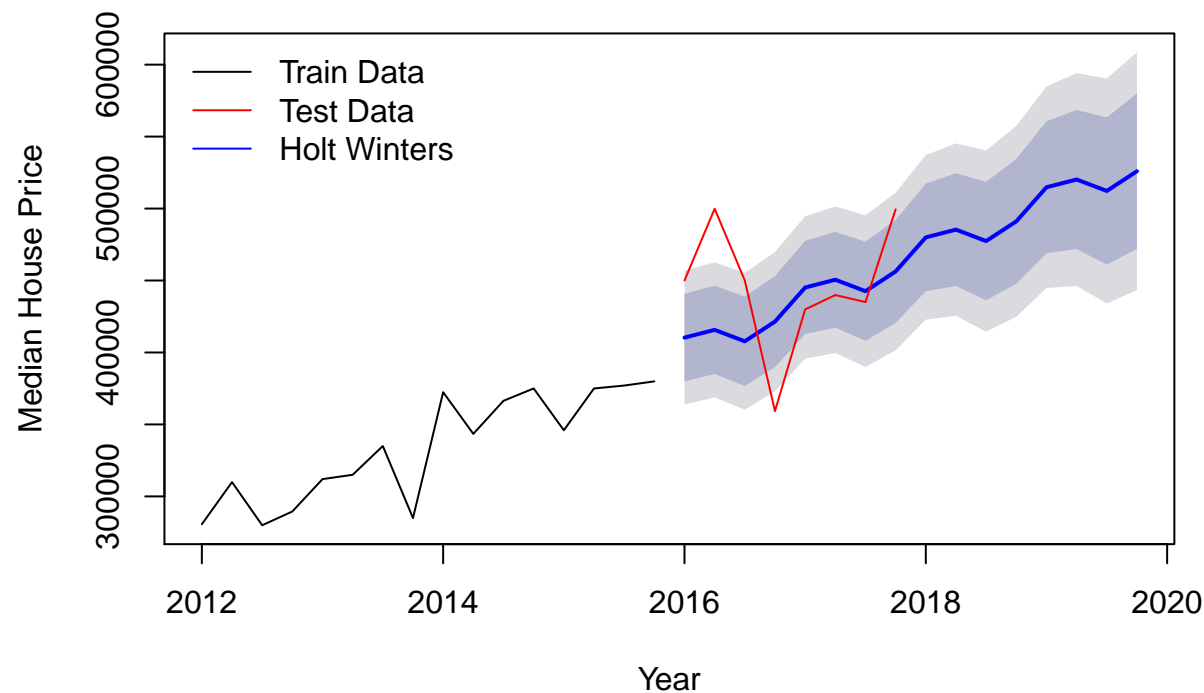 Train Data
Test Data
Holt Winters
Median House Price
600000
500000
400000
300000
2012
2014
2016
2018
2020
Year